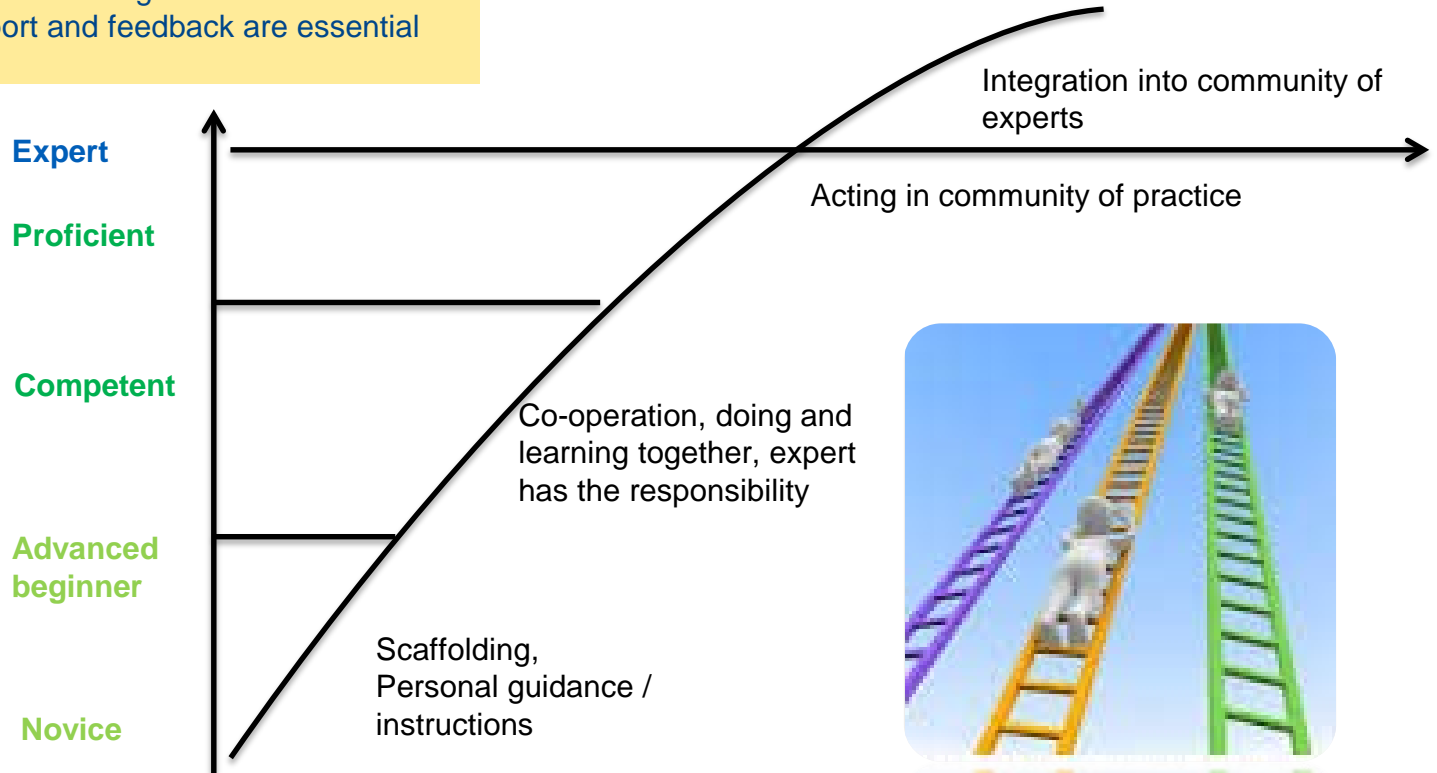 and feedback are essential
Integration into community of
experts
Expert
Acting in community of practice
Proficient
Competent
Co-operation, doing and
learning together, expert
has the responsibility
Advanced
beginner
Scaffolding,
Personal guidance /
instructions
Novice